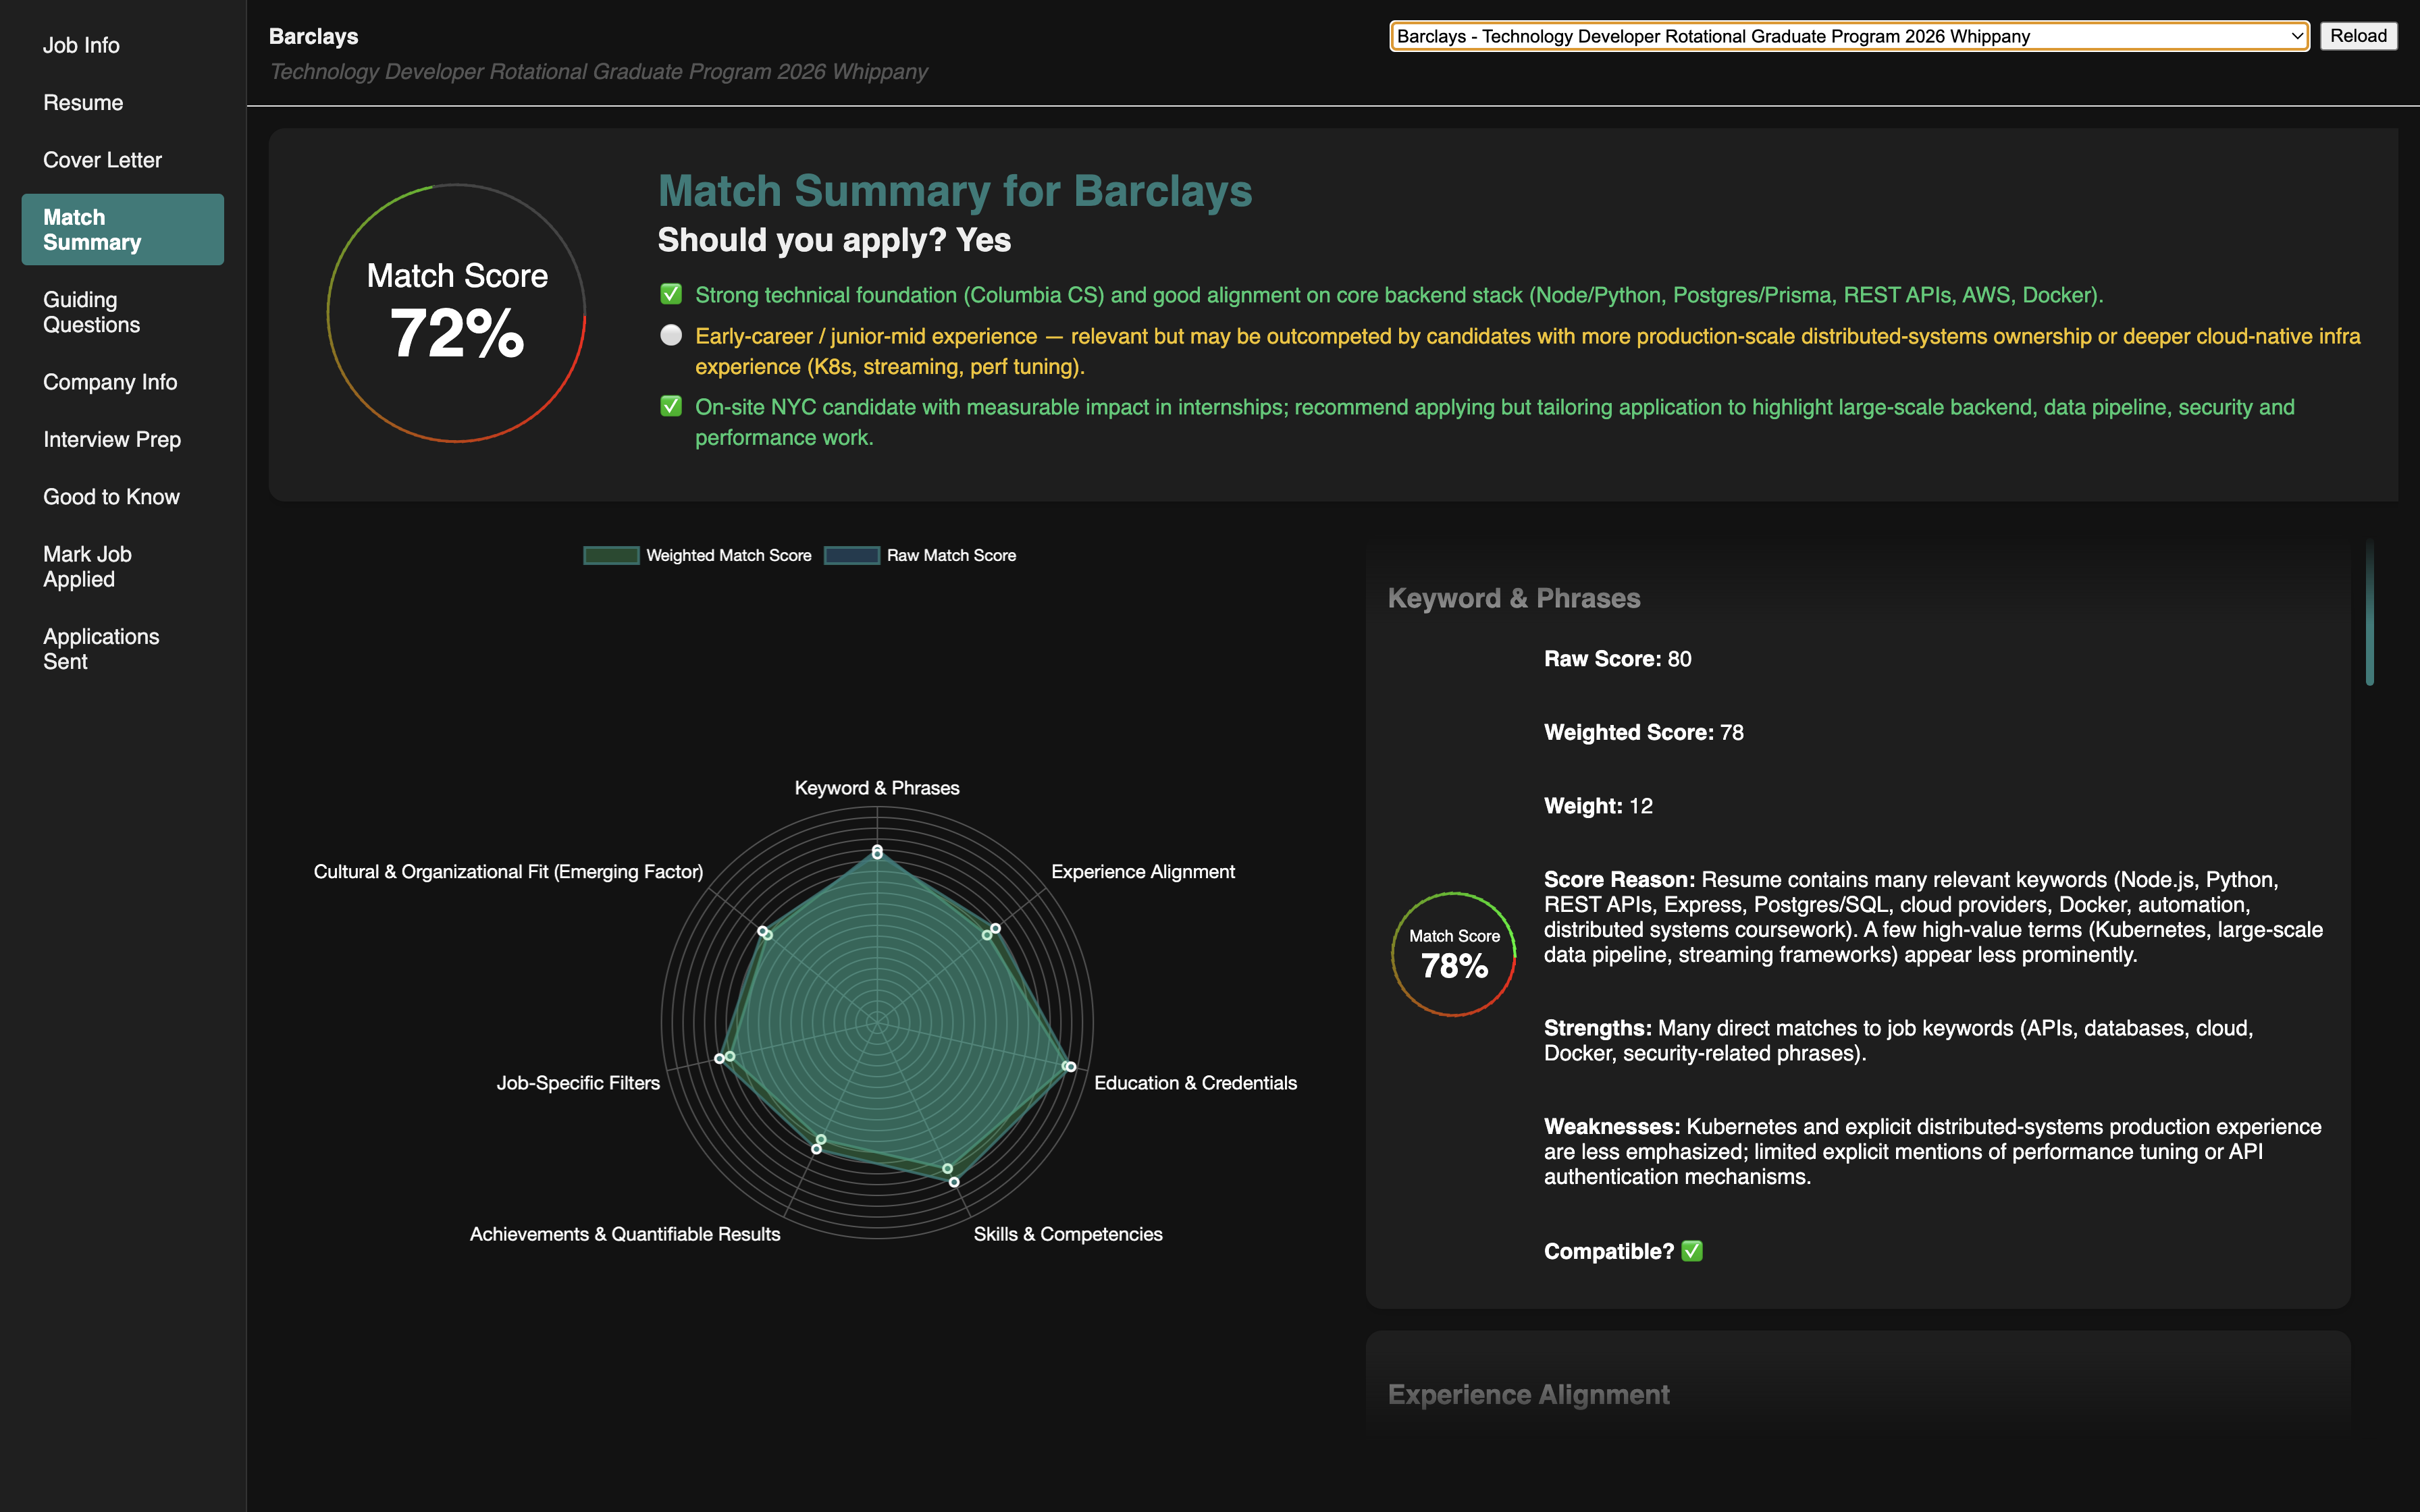 Job Info
Resume
Cover Letter
Match
Summary
Guiding
Questions
Company Info
Interview Prep
Good to Know
Mark Job
Applied
Applications
Sent
Barclays
Technology Developer Rotational Graduate Program 2026 Whippany
Barclays - Technology Developer Rotational Graduate Program 2026 Whippany
Reload
Match Score
72%
Match Summary for Barclays
Should you apply? Yes
Strong technical foundation (Columbia CS) and good alignment on core backend stack (Node/Python, Postgres/Prisma, REST APIs, AWS, Docker).
Early-career / junior-mid experience — relevant but may be outcompeted by candidates with more production-scale distributed-systems ownership or deeper cloud-native infra
experience (K8s, streaming, perf tuning).
On-site NYC candidate with measurable impact in internships; recommend applying but tailoring application to highlight large-scale backend, data pipeline, security and
performance work.
Weighted Match Score
Raw Match Score
Keyword & Phrases
Experience Alignment
Education & Credentials
Skills & Competencies
Achievements & Quantifiable Results
Job-Specific Filters
Cultural & Organizational Fit (Emerging Factor)
Keyword & Phrases
Match Score
78%
Raw Score: 80
Weighted Score: 78
Weight: 12
Score Reason: Resume contains many relevant keywords (Node.js, Python,
REST APIs, Express, Postgres/SQL, cloud providers, Docker, automation,
distributed systems coursework). A few high-value terms (Kubernetes, large-scale
data pipeline, streaming frameworks) appear less prominently.
Strengths: Many direct matches to job keywords (APIs, databases, cloud,
Docker, security-related phrases).
Weaknesses: Kubernetes and explicit distributed-systems production experience
are less emphasized; limited explicit mentions of performance tuning or API
authentication mechanisms.
Compatible?
Experience Alignment